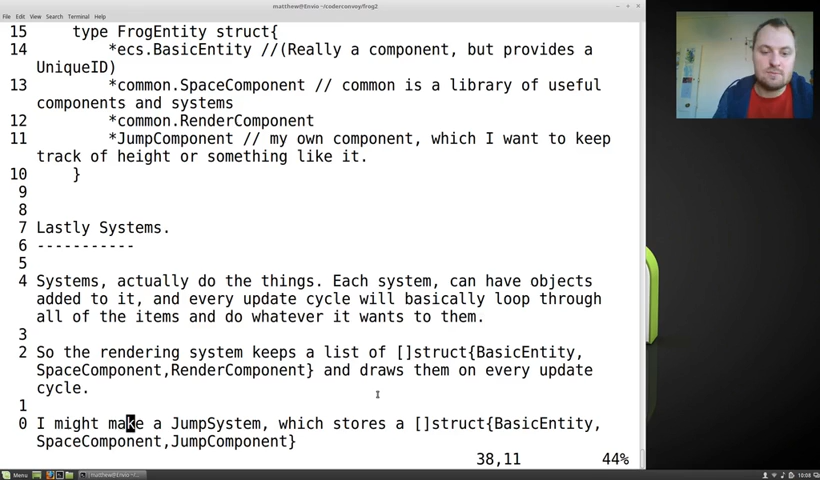 matthew@Envio ~/coderconvey/frog2
File Edit View Search Terminal Help
15 type FrogEntity struct{
14 *ecs.BasicEntity //(Really a component, but provides a
UniqueID)
13 *common.SpaceComponent // common is a library of useful
components and systems
12 *common.RenderComponent
11 *JumpComponent // my own component, which I want to keep
track of height or something like it.
10 }
9
8
7 Lastly Systems.
6 -----------
5
4 Systems, actually do the things. Each system, can have objects
added to it, and every update cycle will basically loop through
all of the items and do whatever it wants to them.
3
2 So the rendering system keeps a list of []struct{BasicEntity,
SpaceComponent,RenderComponent} and draws them on every update
cycle.
1
0 I might make a JumpSystem, which stores a []struct{BasicEntity,
SpaceComponent,JumpComponent}
38,11 44%
Menu matthew@Envio ~/... 10:08